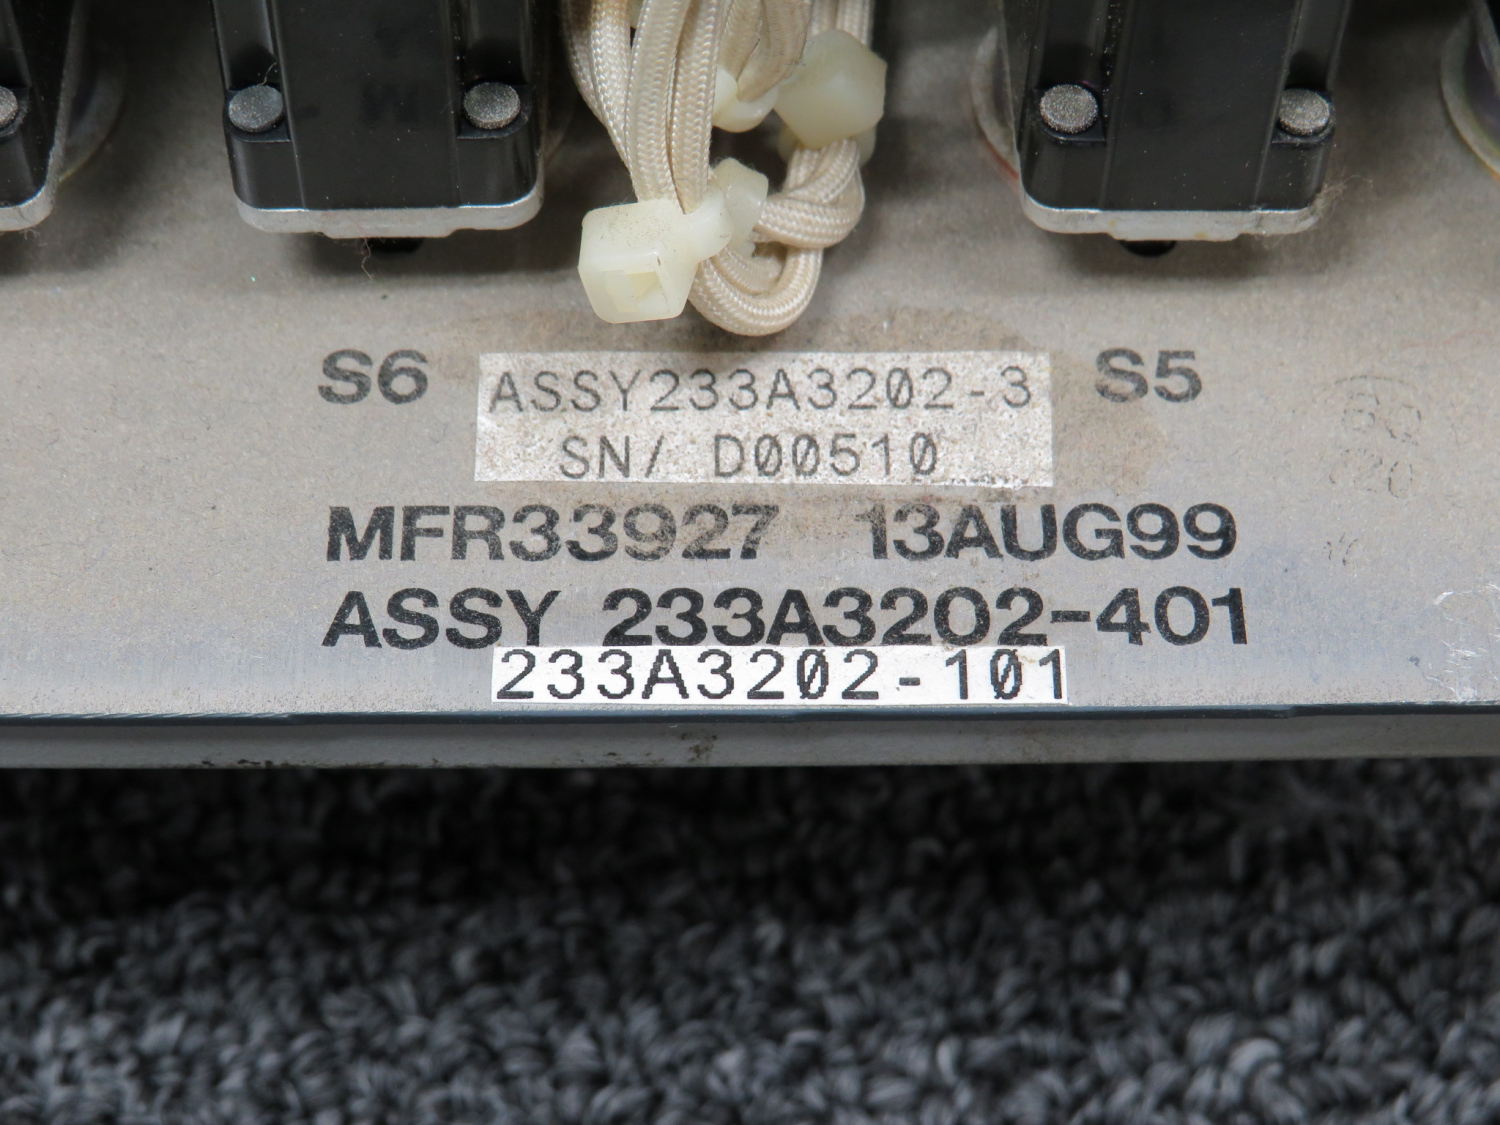 S6
ASSY233A3202-3
S5
SN/ D00510
MFR33927 13AUG99
ASSY 233A3202-401
233A3202-101